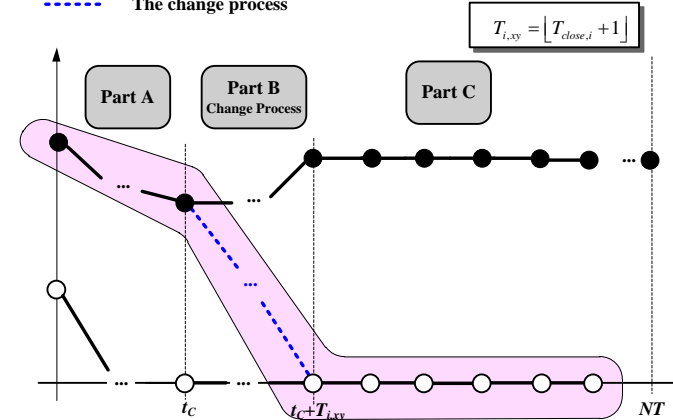 The change process
T_{i,xy} = ⌊T_{close,i} + 1⌋
Part A
Part B
Change Process
Part C
...
...
...
...
...
...
t_C
t_C+T_{i,xy}
NT